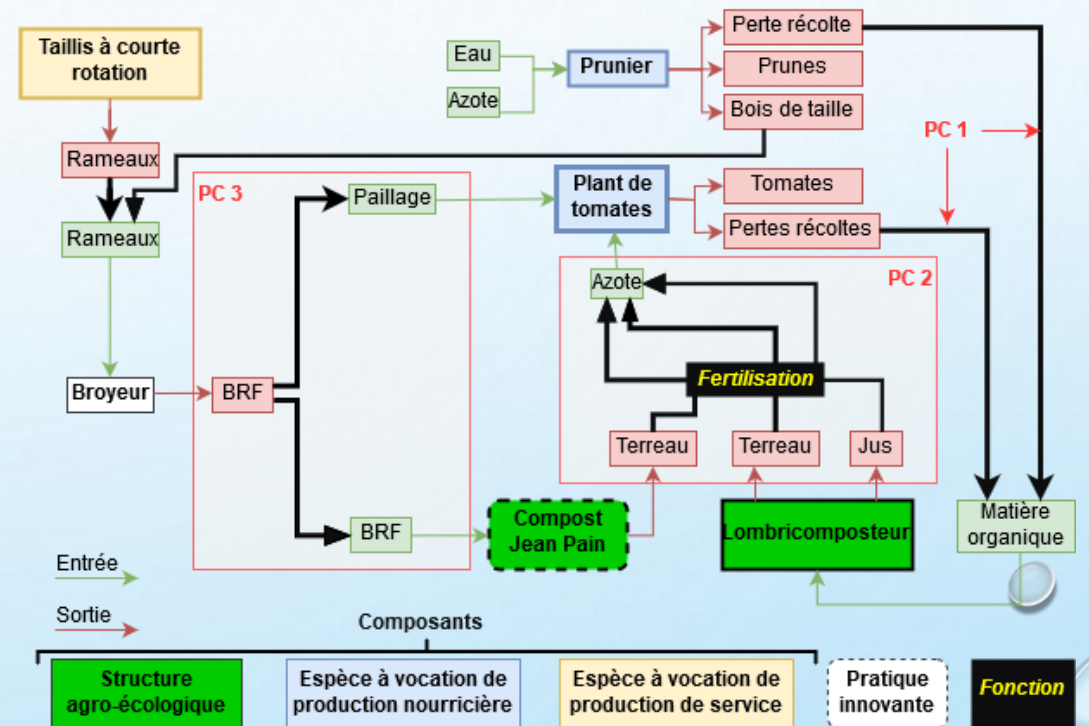 Taillis à courte
rotation
Rameaux
Rameaux
Broyeur
Eau
Azote
Prunier
Perte récolte
Prunes
Bois de taille
PC 1
PC 3
Paillage
BRF
BRF
Plant de
tomates
Tomates
Pertes récoltes
PC 2
Azote
Fertilisation
Terreau
Terreau
Jus
Compost
Jean Pain
Lombricomposteur
Matière
organique
Entrée
Sortie
Composants
Structure
agro-écologique
Espèce à vocation de
production nourricière
Espèce à vocation de
production de service
Pratique
innovante
Fonction